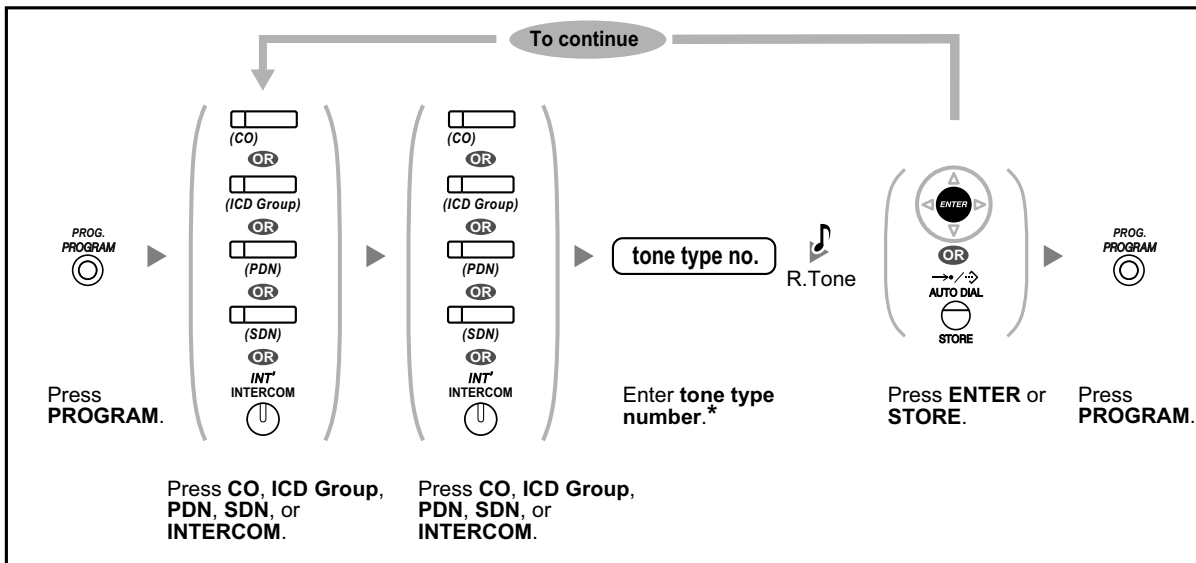 To continue
PROG.
PROGRAM
(CO)
OR
(ICD Group)
OR
(PDN)
OR
(SDN)
OR
INT'
INTERCOM
(CO)
OR
(ICD Group)
OR
(PDN)
OR
(SDN)
OR
INT'
INTERCOM
tone type no.
R.Tone
ENTER
OR
AUTO DIAL
STORE
PROG.
PROGRAM
Press
PROGRAM.
Press CO, ICD Group,
PDN, SDN, or
INTERCOM.
Press CO, ICD Group,
PDN, SDN, or
INTERCOM.
Enter tone type
number.*
Press ENTER or
STORE.
Press
PROGRAM.